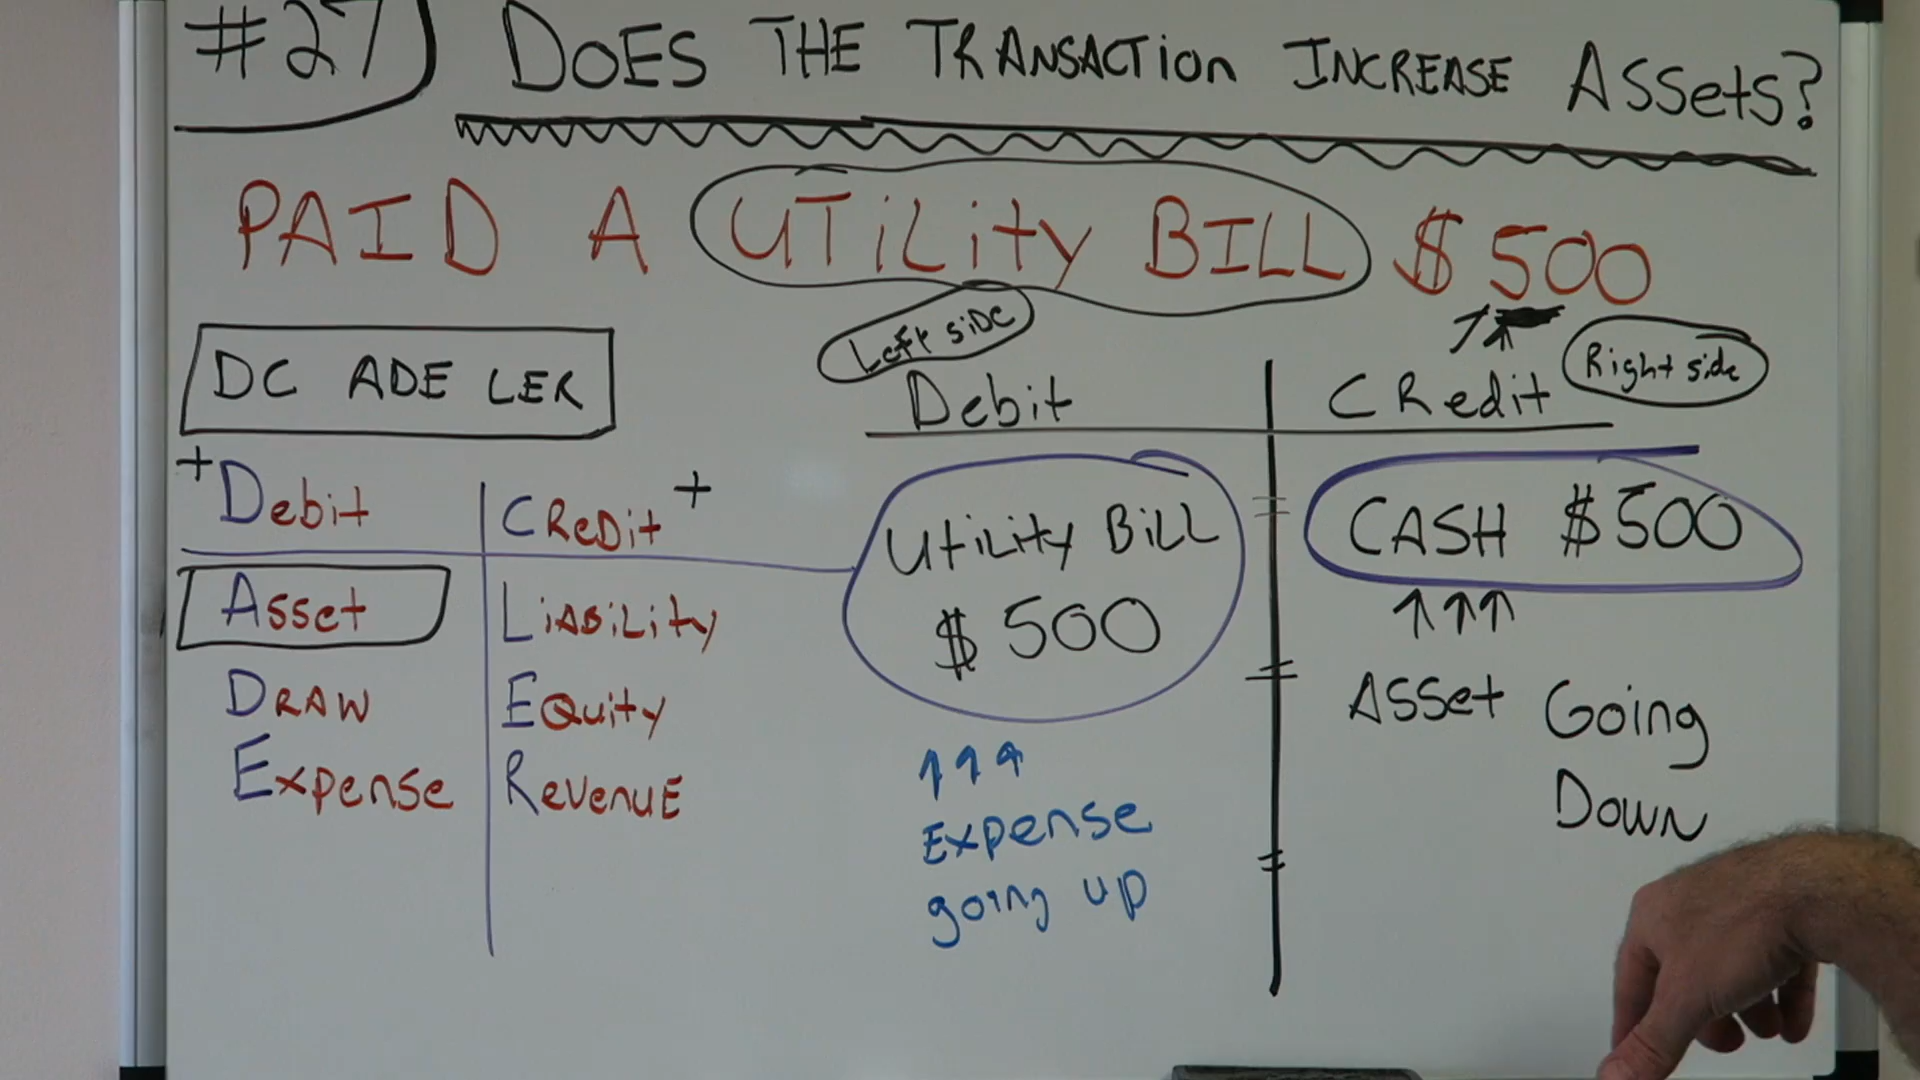 #27) DOES THE TRANSACTION INCREASE ASSETS?
PAID A UTILITY BILL $500
DC ADE LER
Left side
Debit
CRedit
Right side
+Debit
CReDit+
Asset
LiABiLity
DRAW
EQuity
Expense
RevenuE
Utility BiLL
$500
Expense
going up
CASH $500
Asset Going
Down